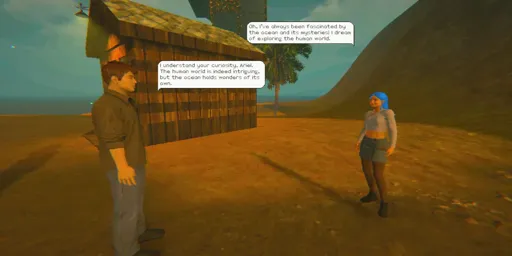 Oh, I've always been fascinated by
the ocean and its mysteries! I dream
of exploring the human world.
I understand your curiosity, Ariel.
The human world is indeed intriguing,
but the ocean holds wonders of its
own.